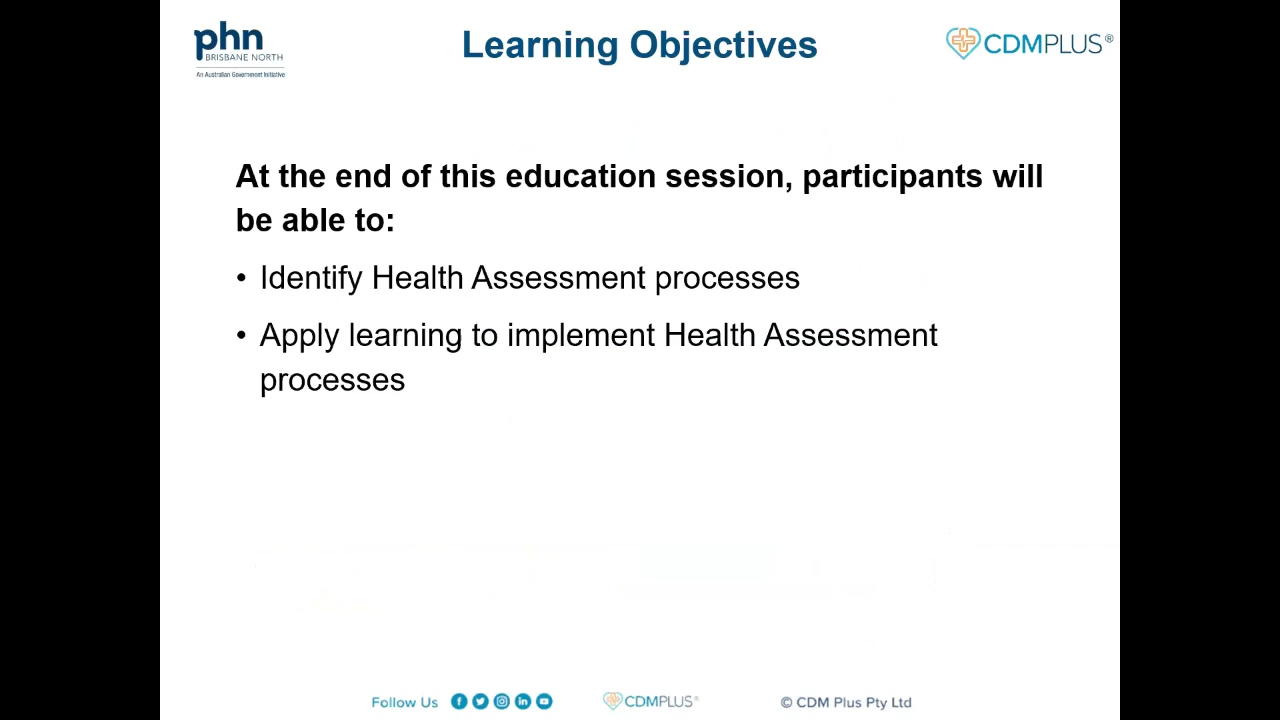 phn
BRISBANE NORTH
An Australian Government Initiative
Learning Objectives
CDMPLUS®
At the end of this education session, participants will
be able to:
• Identify Health Assessment processes
• Apply learning to implement Health Assessment
processes
Follow Us
CDMPLUS®
© CDM Plus Pty Ltd